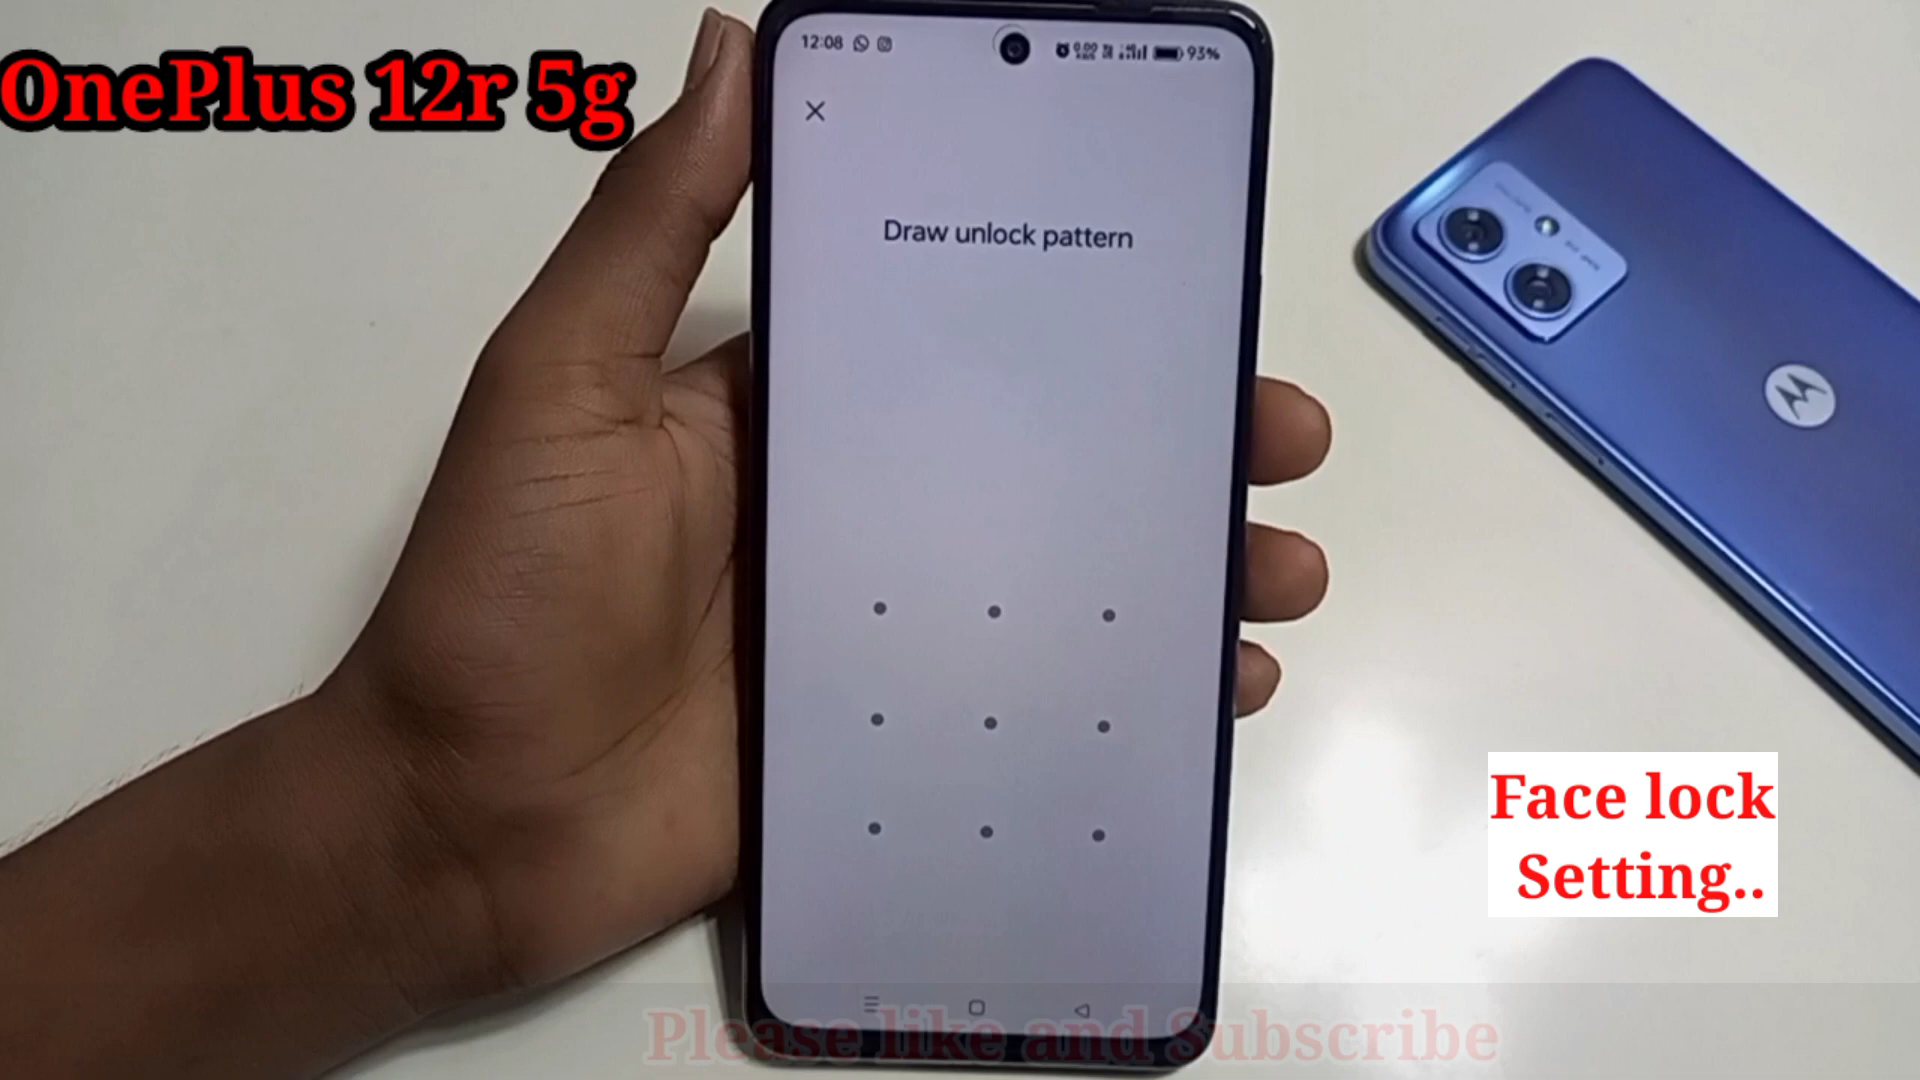 OnePlus 12r 5g
12:08
93%
Draw unlock pattern
Face lock
Setting..
Please like and Subscribe